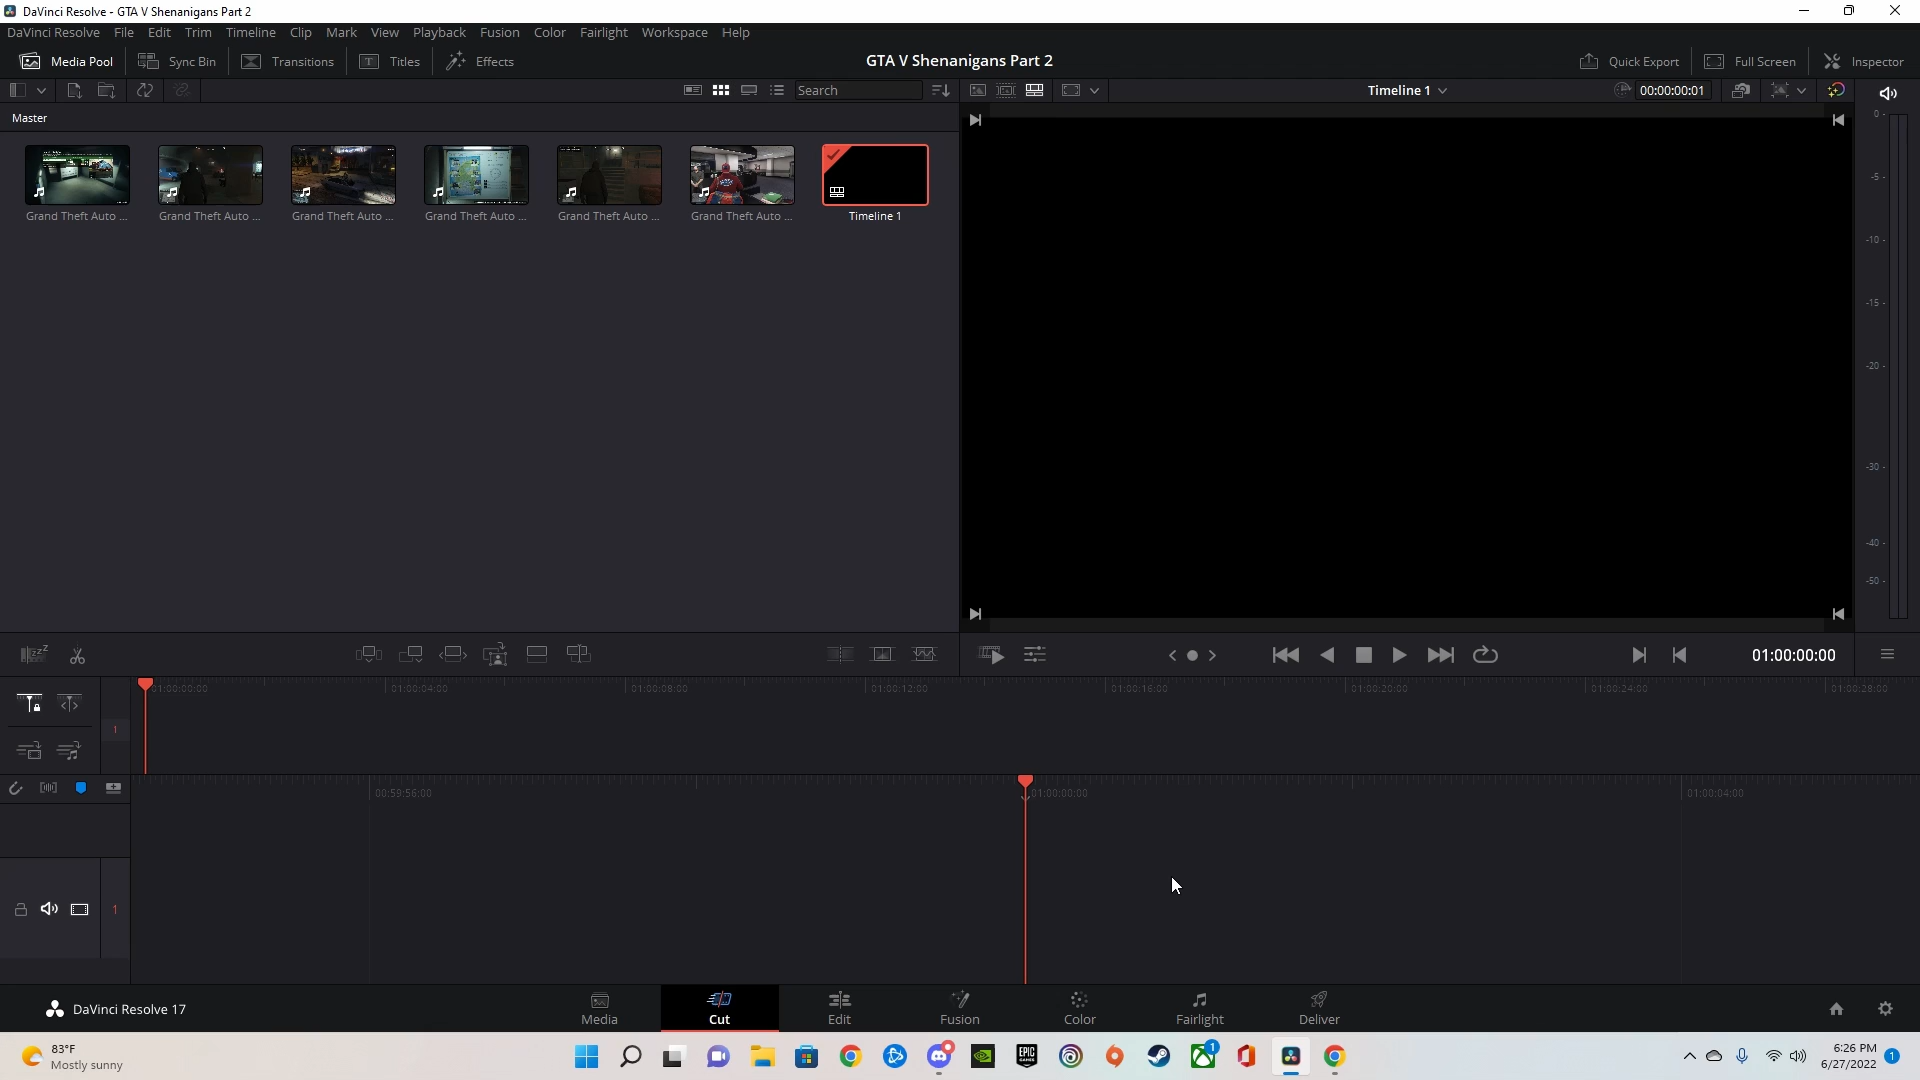 DaVinci Resolve - GTA V Shenanigans Part 2
DaVinci Resolve File Edit Trim Timeline Clip Mark View Playback Fusion Color Fairlight Workspace Help
Media Pool Sync Bin Transitions Titles Effects GTA V Shenanigans Part 2 Quick Export Full Screen Inspector
Search Timeline 1 00:00:00:01
Master
0 -
-5 -
-10 -
-15 -
-20 -
-30 -
-40 -
-50 -
Grand Theft Auto ... Grand Theft Auto ... Grand Theft Auto ... Grand Theft Auto ... Grand Theft Auto ... Grand Theft Auto ... Timeline 1
01:00:00:00
01:00:00:00 01:00:04:00 01:00:08:00 01:00:12:00 01:00:16:00 01:00:20:00 01:00:24:00 01:00:28:00
1
00:59:56:00 01:00:00:00 01:00:04:00
1
DaVinci Resolve 17 Media Cut Edit Fusion Color Fairlight Deliver
83°F
Mostly sunny
EPIC GAMES
1
6:26 PM
6/27/2022
1